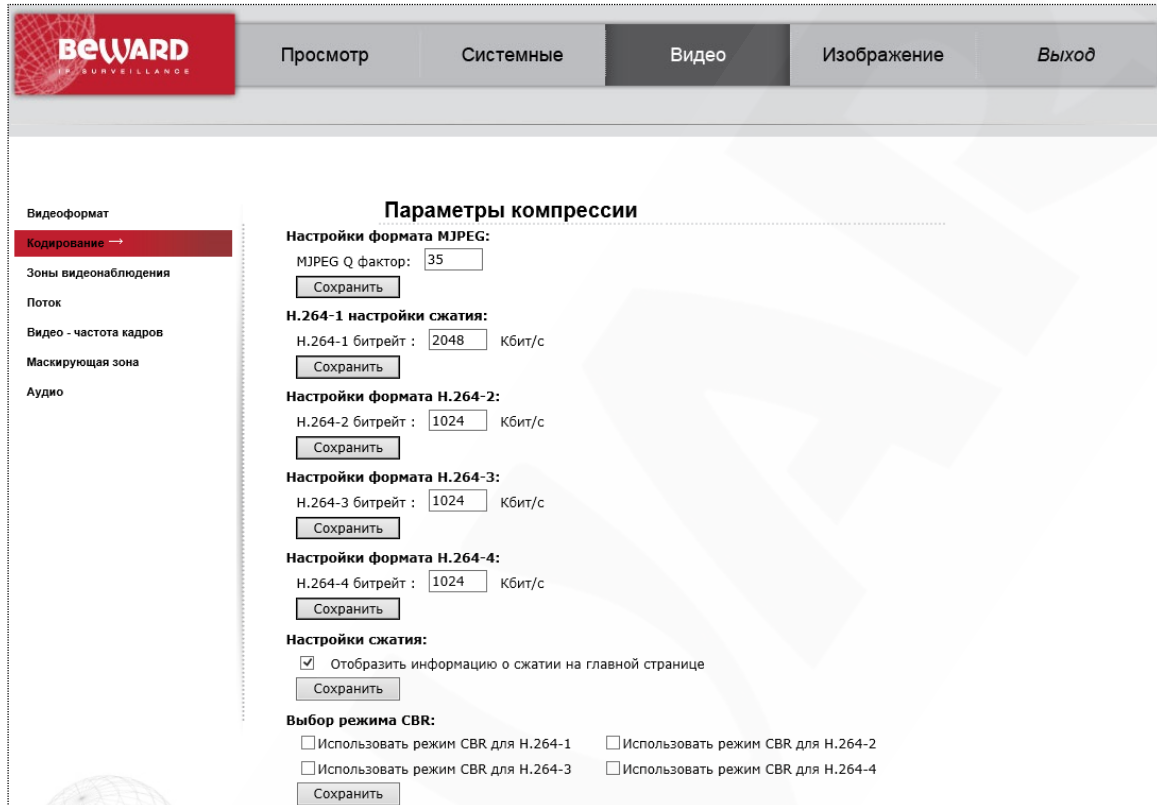 BEWARD
IP SURVEILLANCE
Просмотр Системные Видео Изображение Выход
Видеоформат
Кодирование →
Зоны видеонаблюдения
Поток
Видео - частота кадров
Маскирующая зона
Аудио
Параметры компрессии
Настройки формата MJPEG:
MJPEG Q фактор: 35
Сохранить
H.264-1 настройки сжатия:
H.264-1 битрейт : 2048 Кбит/с
Сохранить
Настройки формата H.264-2:
H.264-2 битрейт : 1024 Кбит/с
Сохранить
Настройки формата H.264-3:
H.264-3 битрейт : 1024 Кбит/с
Сохранить
Настройки формата H.264-4:
H.264-4 битрейт : 1024 Кбит/с
Сохранить
Настройки сжатия:
Отобразить информацию о сжатии на главной странице
Сохранить
Выбор режима CBR:
Использовать режим CBR для H.264-1 Использовать режим CBR для H.264-2
Использовать режим CBR для H.264-3 Использовать режим CBR для H.264-4
Сохранить